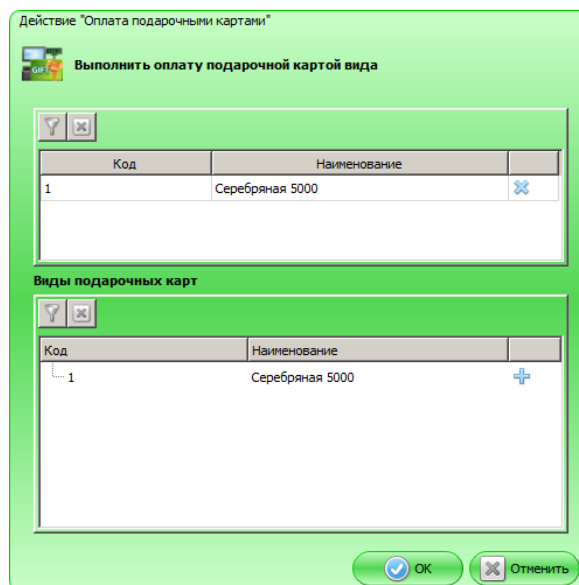 Действие "Оплата подарочными картами"
GIFT
Выполнить оплату подарочной картой вида
Код Наименование
1 Серебряная 5000
Виды подарочных карт
Код Наименование
1 Серебряная 5000
ОК Отменить